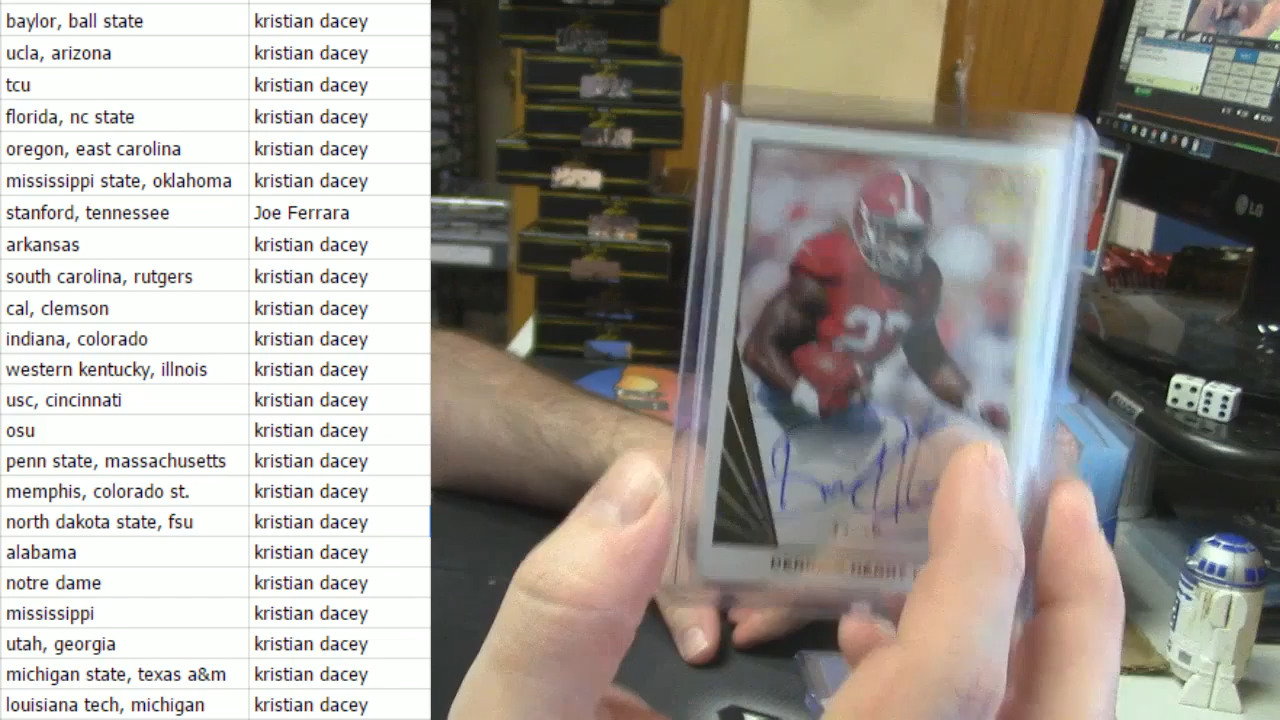 baylor, ball state kristian dacey
ucla, arizona kristian dacey
tcu kristian dacey
florida, nc state kristian dacey
oregon, east carolina kristian dacey
mississippi state, oklahoma kristian dacey
stanford, tennessee Joe Ferrara
arkansas kristian dacey
south carolina, rutgers kristian dacey
cal, clemson kristian dacey
indiana, colorado kristian dacey
western kentucky, illnois kristian dacey
usc, cincinnati kristian dacey
osu kristian dacey
penn state, massachusetts kristian dacey
memphis, colorado st. kristian dacey
north dakota state, fsu kristian dacey
alabama kristian dacey
notre dame kristian dacey
mississippi kristian dacey
utah, georgia kristian dacey
michigan state, texas a&m kristian dacey
louisiana tech, michigan kristian dacey
LG